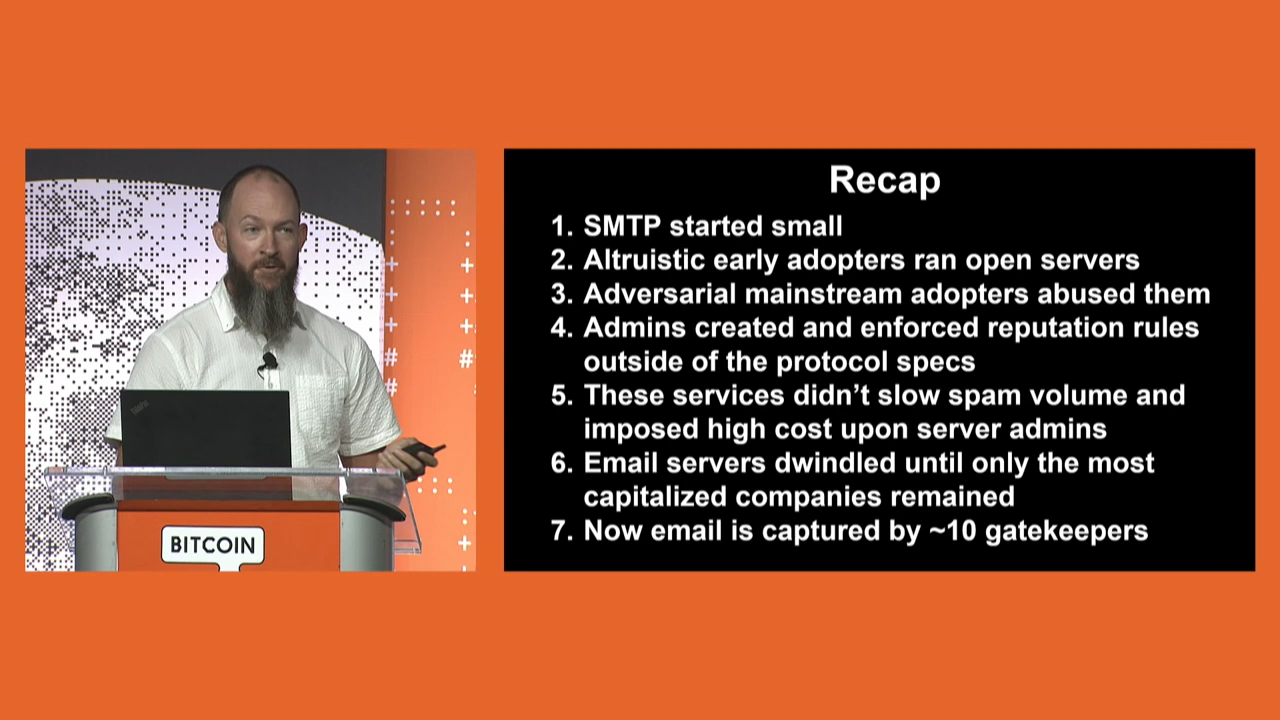 Recap
1. SMTP started small
2. Altruistic early adopters ran open servers
3. Adversarial mainstream adopters abused them
4. Admins created and enforced reputation rules
outside of the protocol specs
5. These services didn’t slow spam volume and
imposed high cost upon server admins
6. Email servers dwindled until only the most
capitalized companies remained
7. Now email is captured by ~10 gatekeepers
BITCOIN